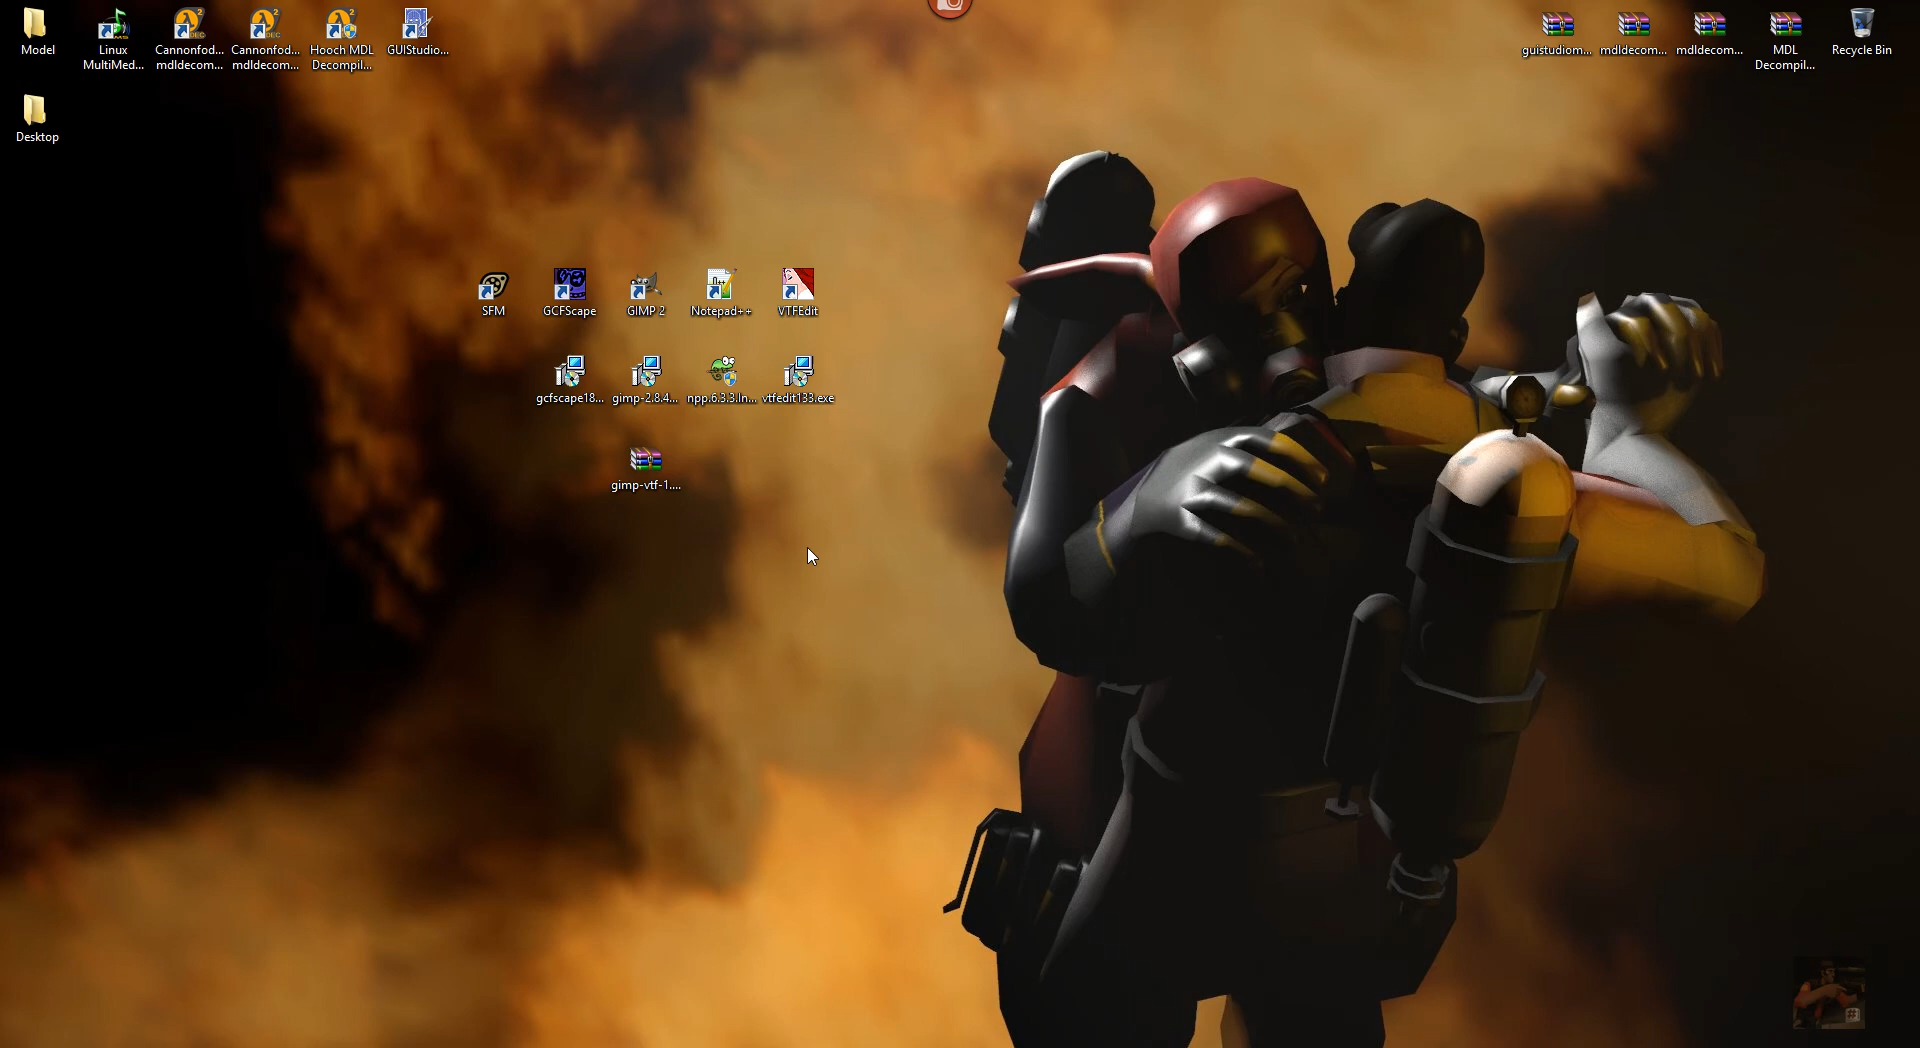 Model
Linux
MultiMed...
Cannonfod...
mdldecom...
Cannonfod...
mdldecom...
Hooch MDL
Decompil...
GUIStudio...
guistudiom...
mdldecom...
mdldecom...
MDL
Decompil...
Recycle Bin
Desktop
SFM
GCFScape
GIMP 2
Notepad++
VTFEdit
gcfscape18...
gimp-2.8.4...
npp.6.3.3.In...
vtfedit133.exe
gimp-vtf-1....